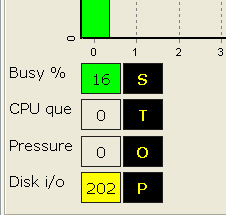 0
0 1 2 3
Busy % 16 S
CPU que 0 T
Pressure 0 O
Disk i/o 202 P